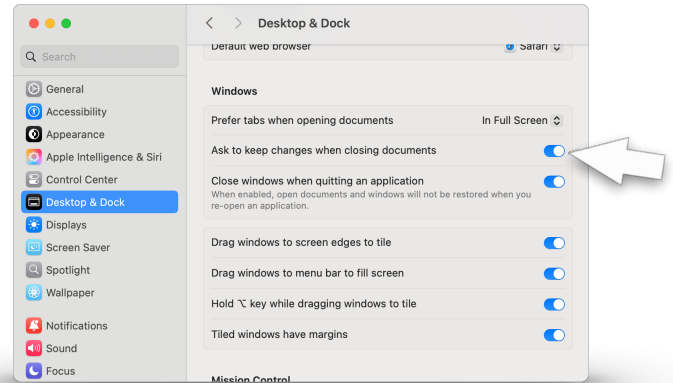 Desktop & Dock
Search
General
Accessibility
Appearance
Apple Intelligence & Siri
Control Center
Desktop & Dock
Displays
Screen Saver
Spotlight
Wallpaper
Notifications
Sound
Focus
Default web browser
Safari
Windows
Prefer tabs when opening documents
In Full Screen
Ask to keep changes when closing documents
Close windows when quitting an application
When enabled, open documents and windows will not be restored when you
re-open an application.
Drag windows to screen edges to tile
Drag windows to menu bar to fill screen
Hold ⌥ key while dragging windows to tile
Tiled windows have margins
Mission Control